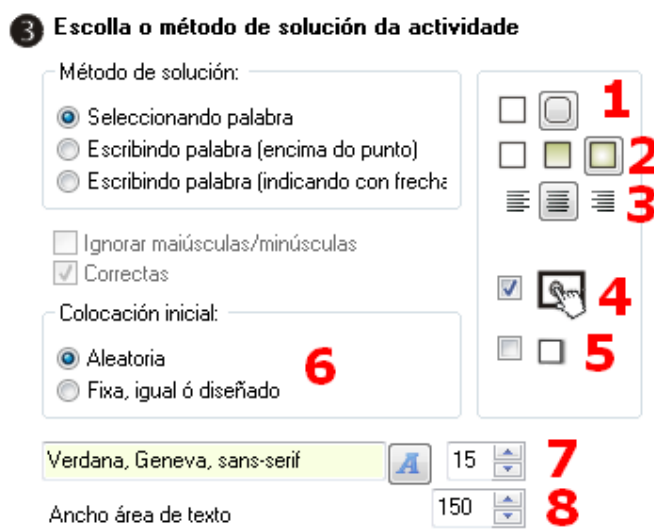 3 Escolla o método de solución da actividade
Método de solución:
Seleccionando palabra
Escribindo palabra (encima do punto)
Escribindo palabra (indicando con frecha
1
2
3
Ignorar maiúsculas/minúsculas
Correctas
4
Colocación inicial:
5
Aleatoria
6
Fixa, igual ó diseñado
Verdana, Geneva, sans-serif A 15 7
Ancho área de texto 150 8